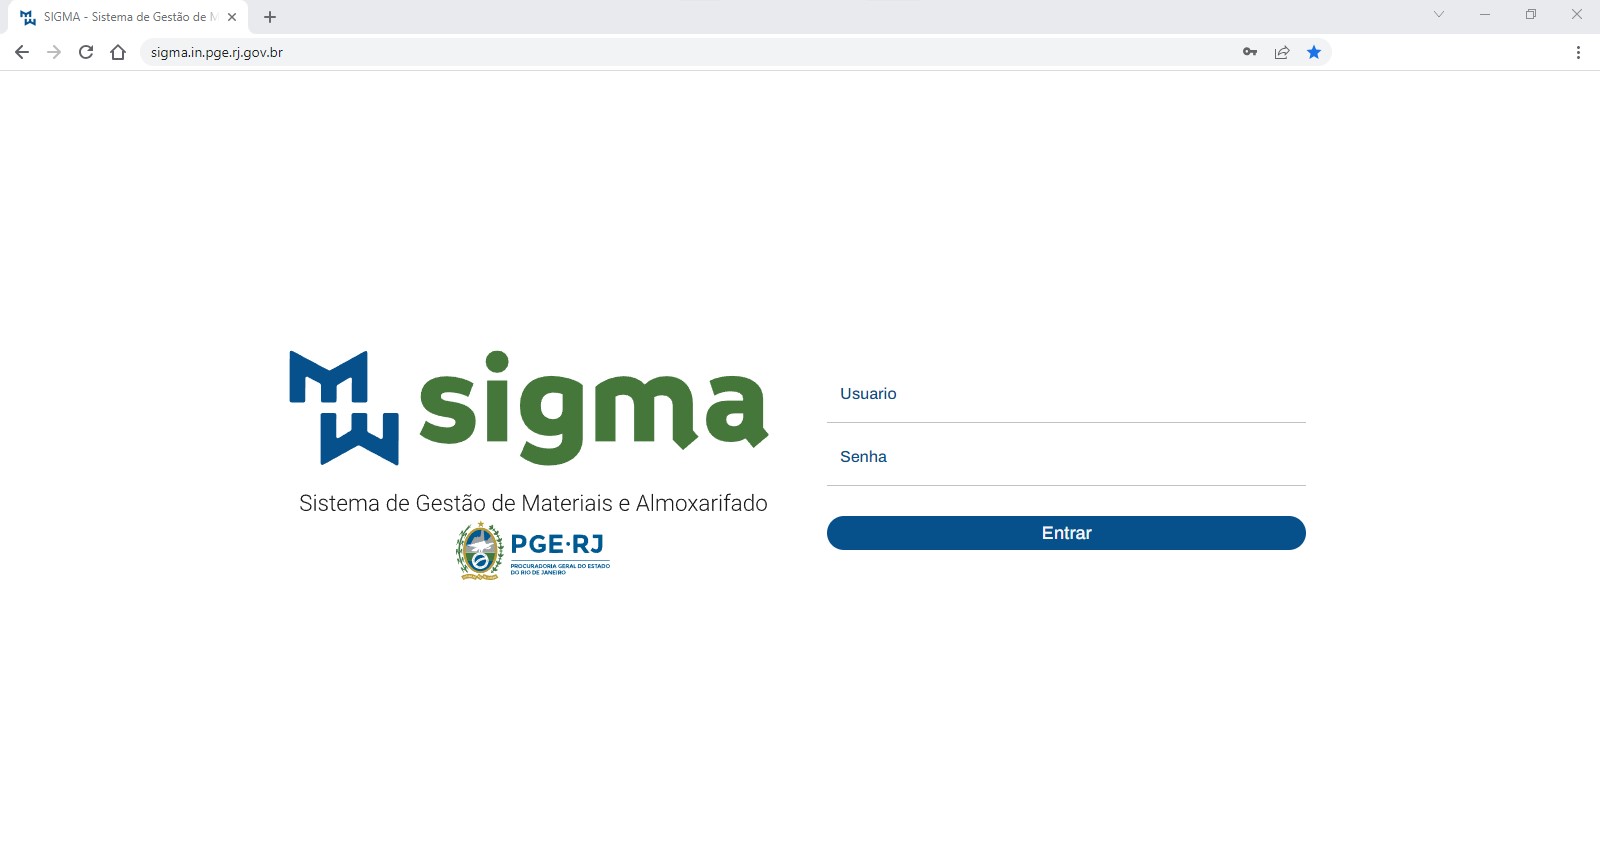 SIGMA - Sistema de Gestão de M
sigma.in.pge.rj.gov.br
sigma
Sistema de Gestão de Materiais e Almoxarifado
PGE·RJ
PROCURADORIA GERAL DO ESTADO
DO RIO DE JANEIRO
Usuario
Senha
Entrar